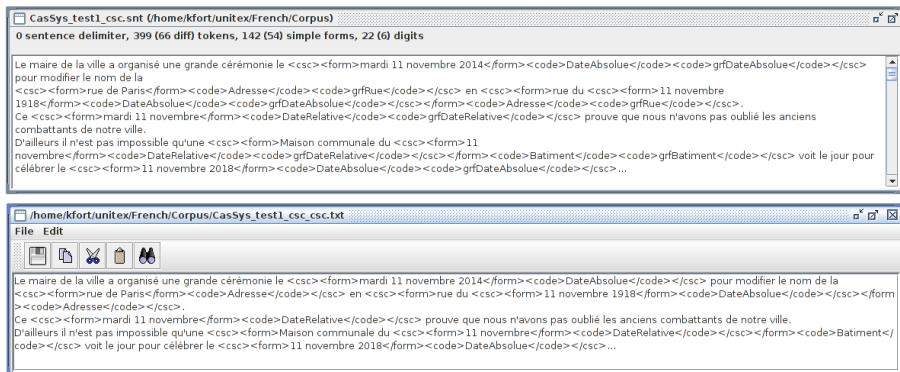 CasSys_test1_csc.snt (/home/kfort/unitex/French/Corpus)
0 sentence delimiter, 399 (66 diff) tokens, 142 (54) simple forms, 22 (6) digits
Le maire de la ville a organisé une grande cérémonie le <csc><form>mardi 11 novembre 2014</form><code>DateAbsolue</code><code>grfDateAbsolue</code></csc>
pour modifier le nom de la
<csc><form>rue de Paris</form><code>Adresse</code><code>grfRue</code></csc> en <csc><form>rue du <csc><form>11 novembre
1918</form><code>DateAbsolue</code><code>grfDateAbsolue</code></csc></form><code>Adresse</code><code>grfRue</code></csc>.
Ce <csc><form>mardi 11 novembre</form><code>DateRelative</code><code>grfDateRelative</code></csc> prouve que nous n'avons pas oublié les anciens
combattants de notre ville.
D'ailleurs il n'est pas impossible qu'une <csc><form>Maison communale du <csc><form>11
novembre</form><code>DateRelative</code><code>grfDateRelative</code></csc></form><code>Batiment</code><code>grfBatiment</code></csc> voit le jour pour
célébrer le <csc><form>11 novembre 2018</form><code>DateAbsolue</code><code>grfDateAbsolue</code></csc>...
/home/kfort/unitex/French/Corpus/CasSys_test1_csc_csc.txt
File Edit
Le maire de la ville a organisé une grande cérémonie le <csc><form>mardi 11 novembre 2014</form><code>DateAbsolue</code></csc> pour modifier le nom de la
<csc><form>rue de Paris</form><code>Adresse</code></csc> en <csc><form>rue du <csc><form>11 novembre 1918</form><code>DateAbsolue</code></csc></form
><code>Adresse</code></csc>.
Ce <csc><form>mardi 11 novembre</form><code>DateRelative</code></csc> prouve que nous n'avons pas oublié les anciens combattants de notre ville.
D'ailleurs il n'est pas impossible qu'une <csc><form>Maison communale du <csc><form>11 novembre</form><code>DateRelative</code></csc></form><code>Batiment</
code></csc> voit le jour pour célébrer le <csc><form>11 novembre 2018</form><code>DateAbsolue</code></csc>...